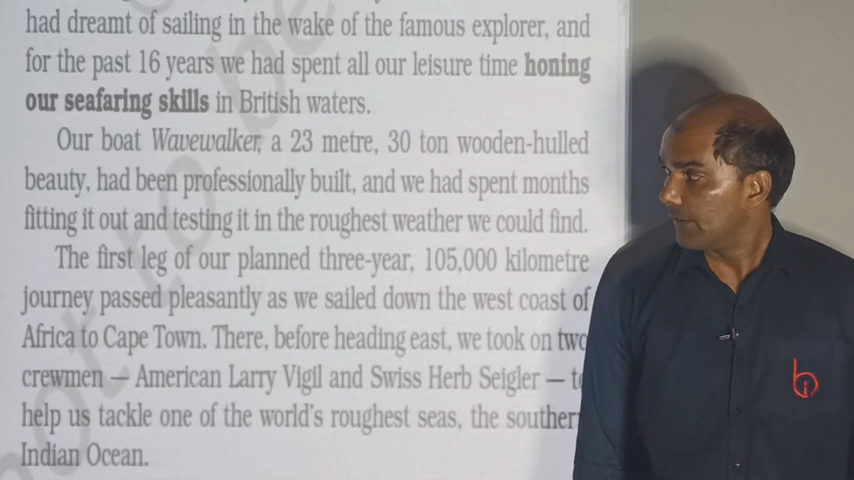 had dreamt of sailing in the wake of the famous explorer, and
for the past 16 years we had spent all our leisure time honing
our seafaring skills in British waters.
Our boat Wavewalker, a 23 metre, 30 ton wooden-hulled
beauty, had been professionally built, and we had spent months
fitting it out and testing it in the roughest weather we could find.
The first leg of our planned three-year, 105,000 kilometre
journey passed pleasantly as we sailed down the west coast of
Africa to Cape Town. There, before heading east, we took on two
crewmen — American Larry Vigil and Swiss Herb Seigler — t
help us tackle one of the world's roughest seas, the souther
Indian Ocean.
not to be